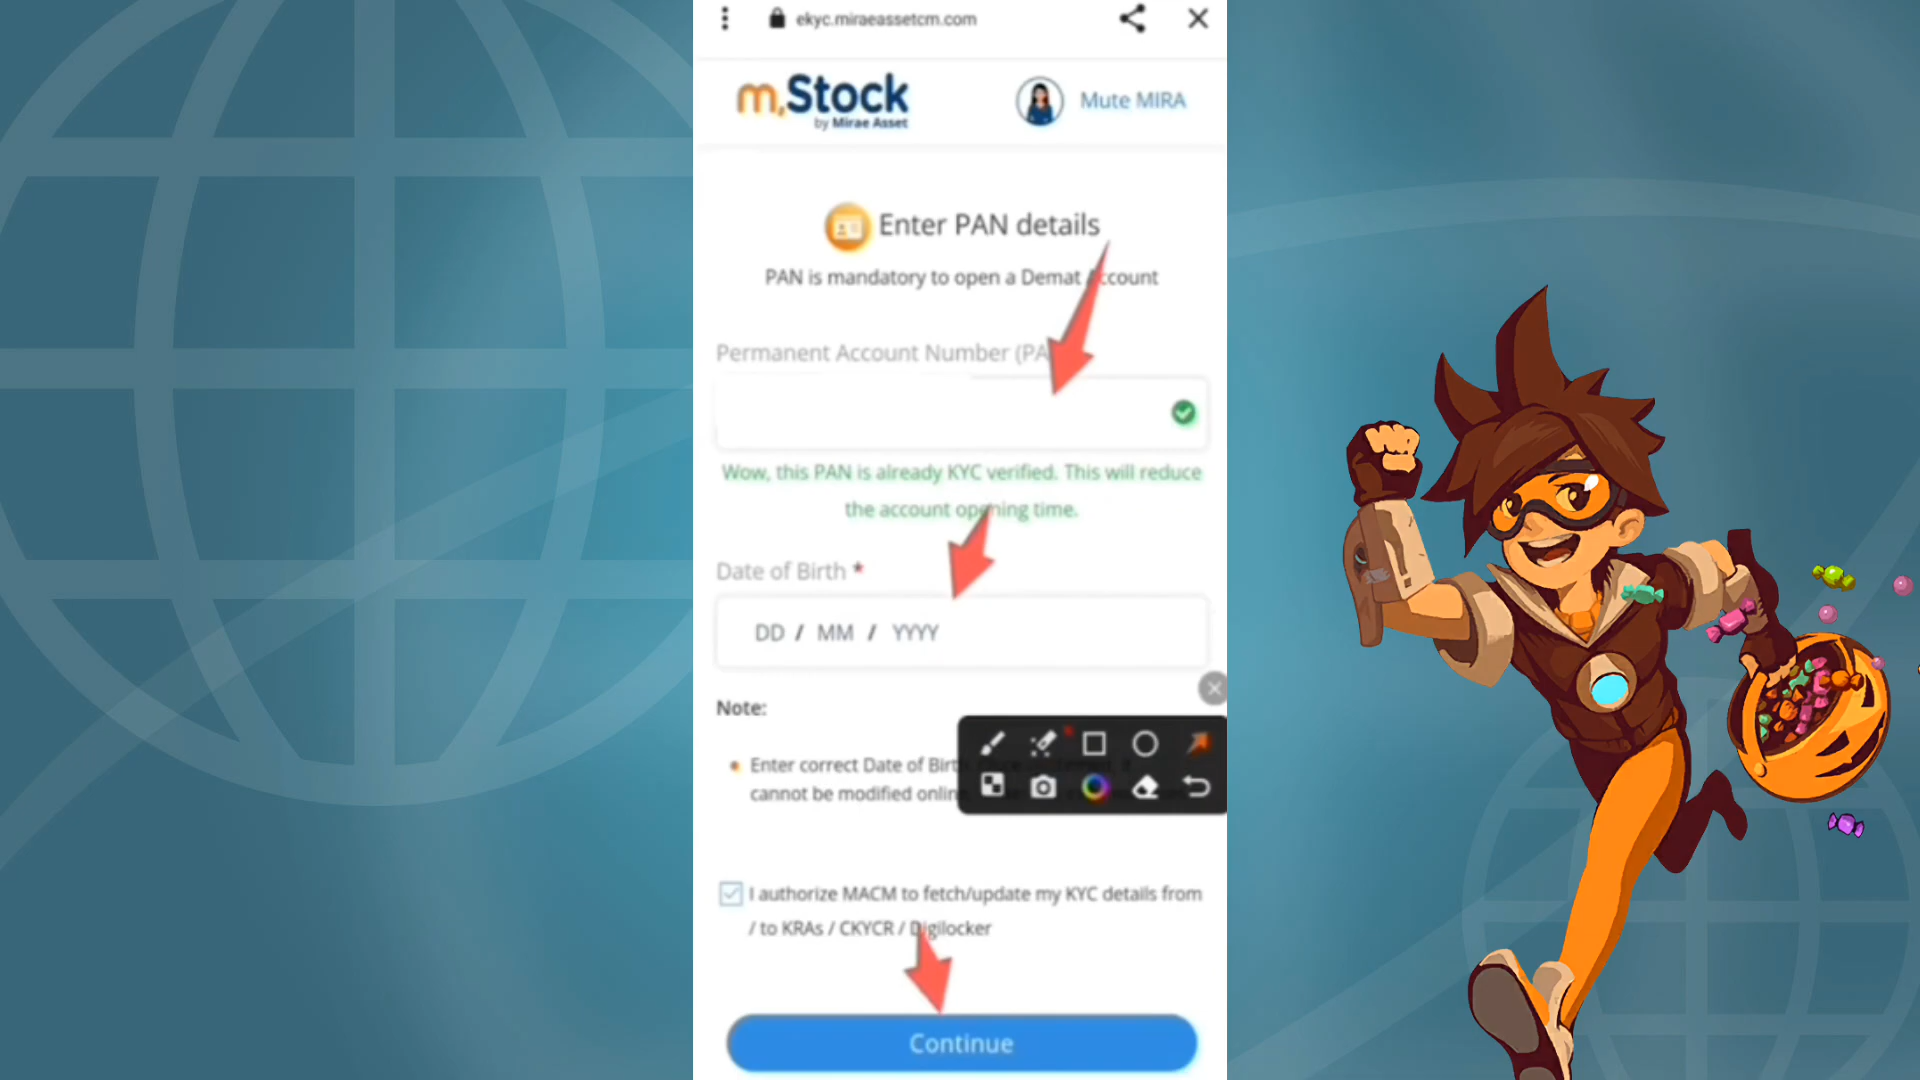 ekyc.miraeassetcm.com
m.Stock
by Mirae Asset
Mute MIRA
Enter PAN details
PAN is mandatory to open a Demat Account
Permanent Account Number (PA
Wow, this PAN is already KYC verified. This will reduce
the account opening time.
Date of Birth *
DD / MM / YYYY
Note:
Enter correct Date of Birth
cannot be modified online
I authorize MACM to fetch/update my KYC details from
/ to KRAs / CKYCR / Digilocker
Continue